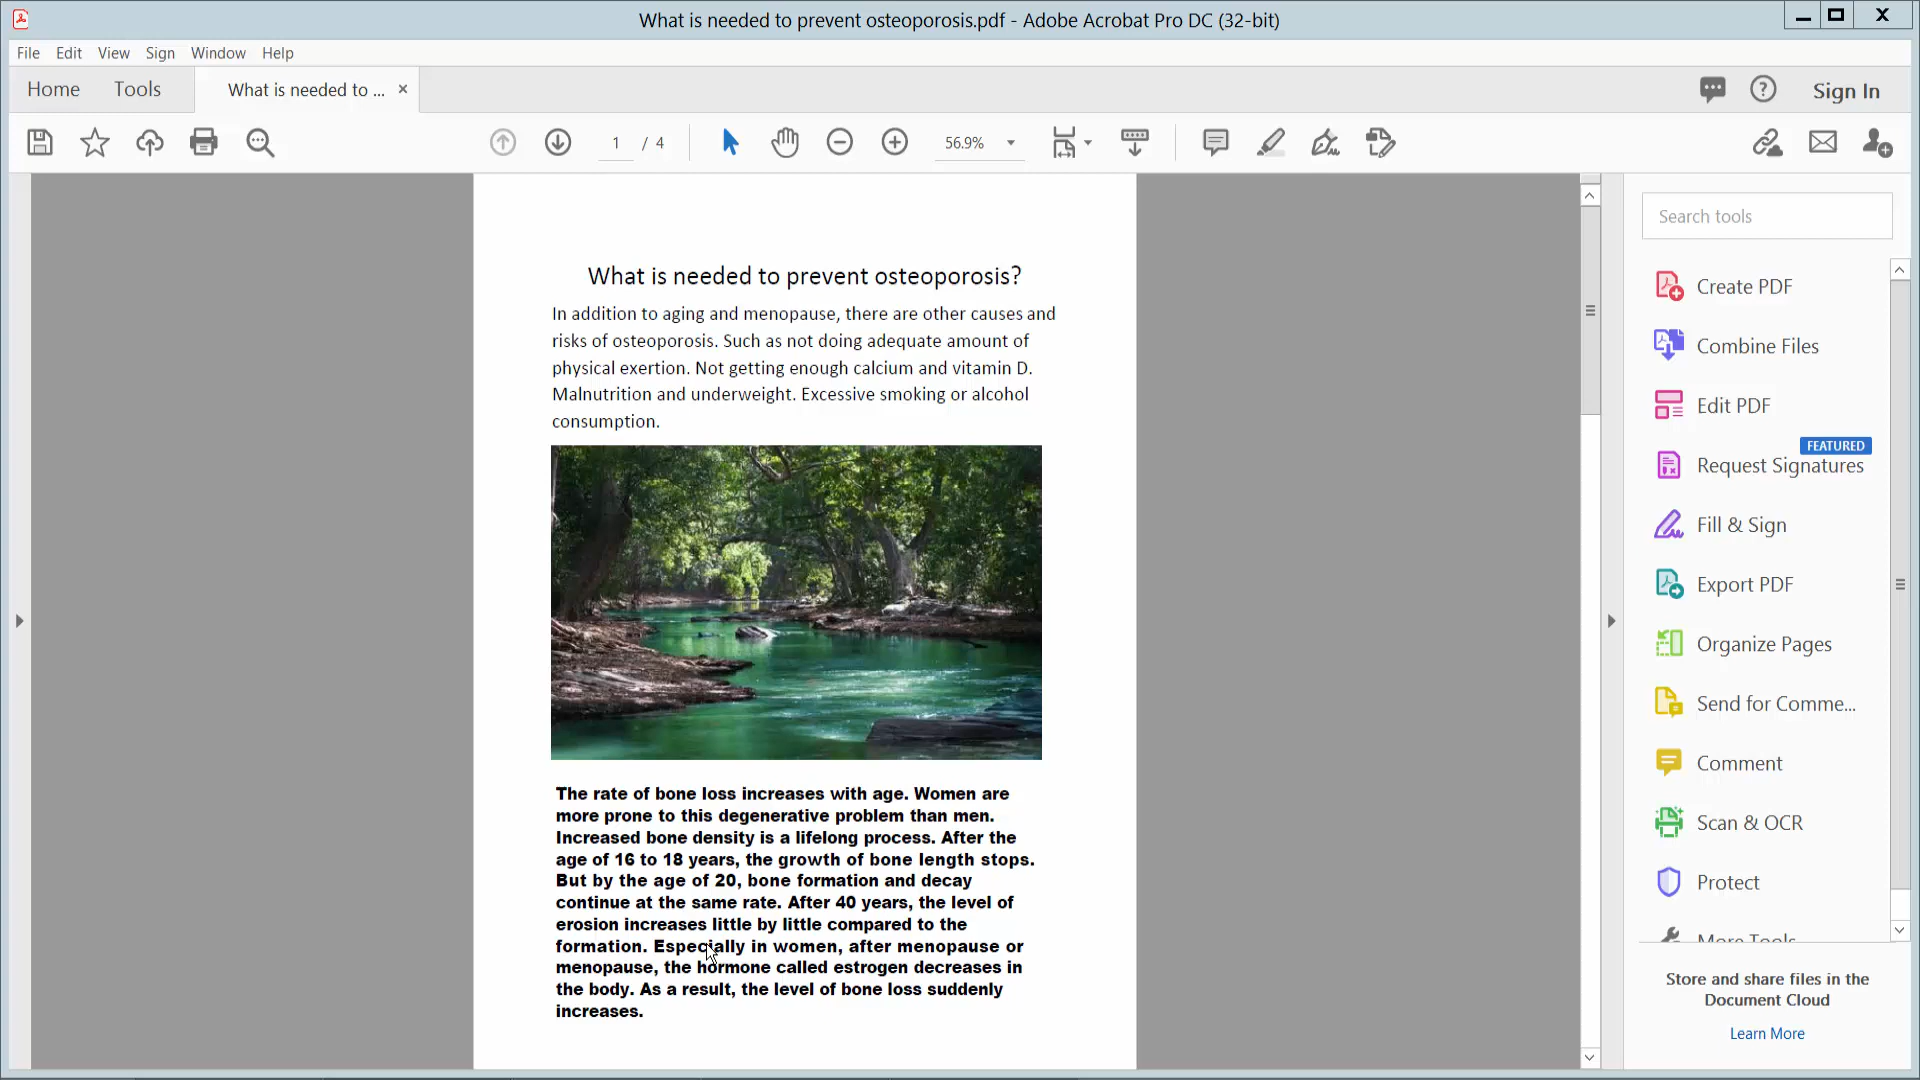 What is needed to prevent osteoporosis.pdf - Adobe Acrobat Pro DC (32-bit)
File Edit View Sign Window Help
Home Tools What is needed to ... Sign In
1 / 4 56.9%
Search tools
Create PDF
Combine Files
Edit PDF
FEATURED
Request Signatures
Fill & Sign
Export PDF
Organize Pages
Send for Comme...
Comment
Scan & OCR
Protect
More Tools
Store and share files in the
Document Cloud
Learn More
What is needed to prevent osteoporosis?
In addition to aging and menopause, there are other causes and
risks of osteoporosis. Such as not doing adequate amount of
physical exertion. Not getting enough calcium and vitamin D.
Malnutrition and underweight. Excessive smoking or alcohol
consumption.
The rate of bone loss increases with age. Women are
more prone to this degenerative problem than men.
Increased bone density is a lifelong process. After the
age of 16 to 18 years, the growth of bone length stops.
But by the age of 20, bone formation and decay
continue at the same rate. After 40 years, the level of
erosion increases little by little compared to the
formation. Especially in women, after menopause or
menopause, the hormone called estrogen decreases in
the body. As a result, the level of bone loss suddenly
increases.